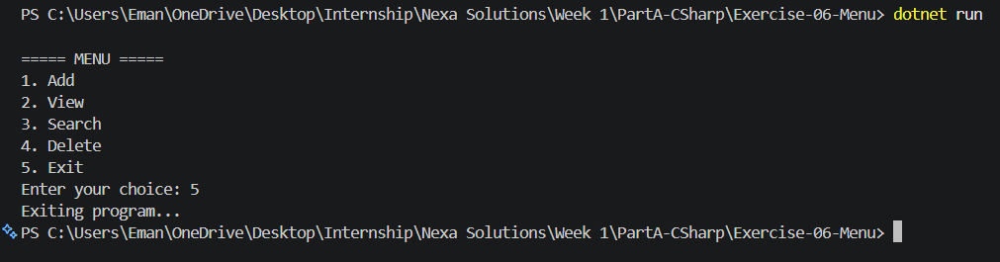 PS C:\Users\Eman\OneDrive\Desktop\Internship\Nexa Solutions\Week 1\PartA-CSharp\Exercise-06-Menu> dotnet run
===== MENU =====
1. Add
2. View
3. Search
4. Delete
5. Exit
Enter your choice: 5
Exiting program...
PS C:\Users\Eman\OneDrive\Desktop\Internship\Nexa Solutions\Week 1\PartA-CSharp\Exercise-06-Menu>